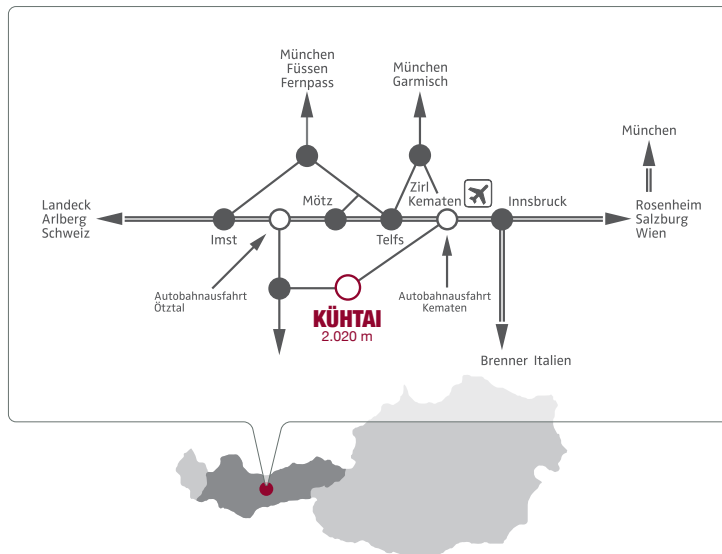 München
Füssen
Fernpass
München
Garmisch
München
Landeck
Arlberg
Schweiz
Imst
Mötz
Telfs
Zirl
Kematen
Innsbruck
Rosenheim
Salzburg
Wien
Autobahnausfahrt
Ötztal
KÜHTAI
2.020 m
Autobahnausfahrt
Kematen
Brenner Italien